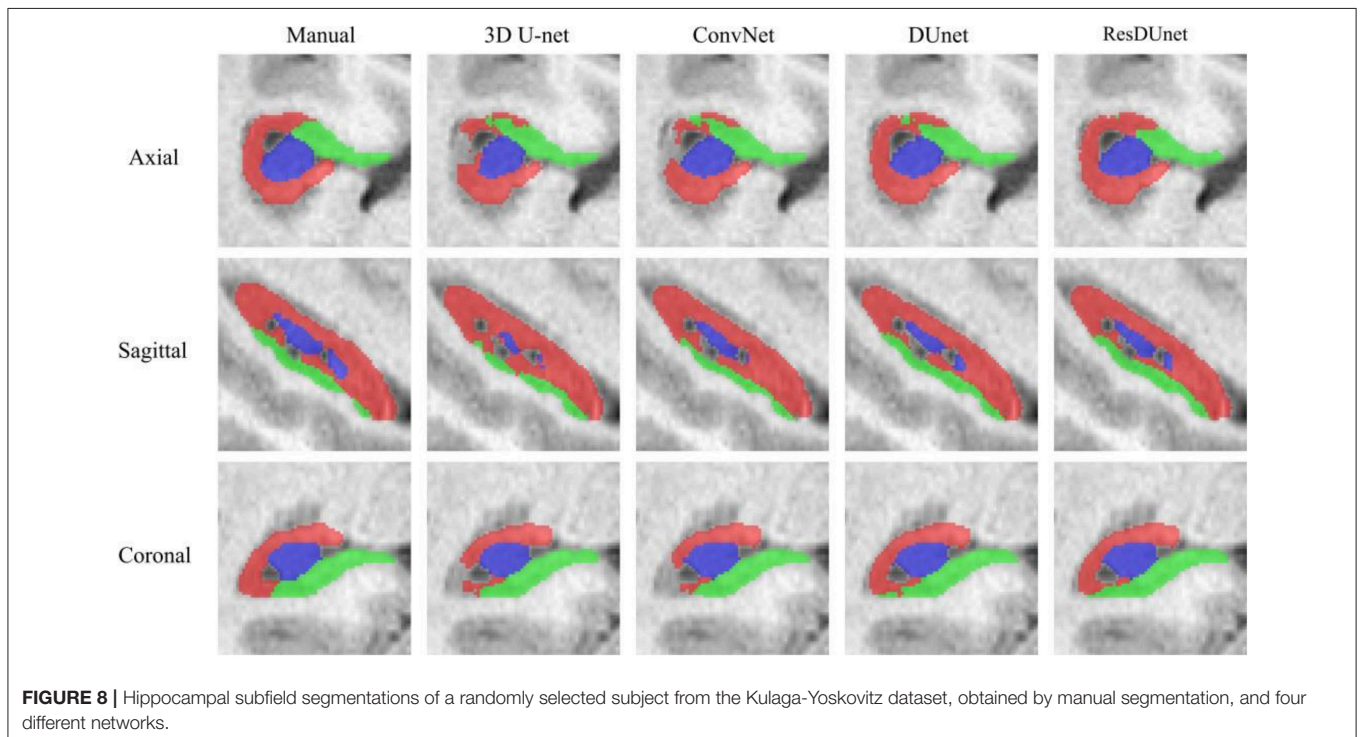 Manual 3D U-net ConvNet DUnet ResDUnet
Axial
Sagittal
Coronal
FIGURE 8 | Hippocampal subfield segmentations of a randomly selected subject from the Kulaga-Yoskovitz dataset, obtained by manual segmentation, and four
different networks.